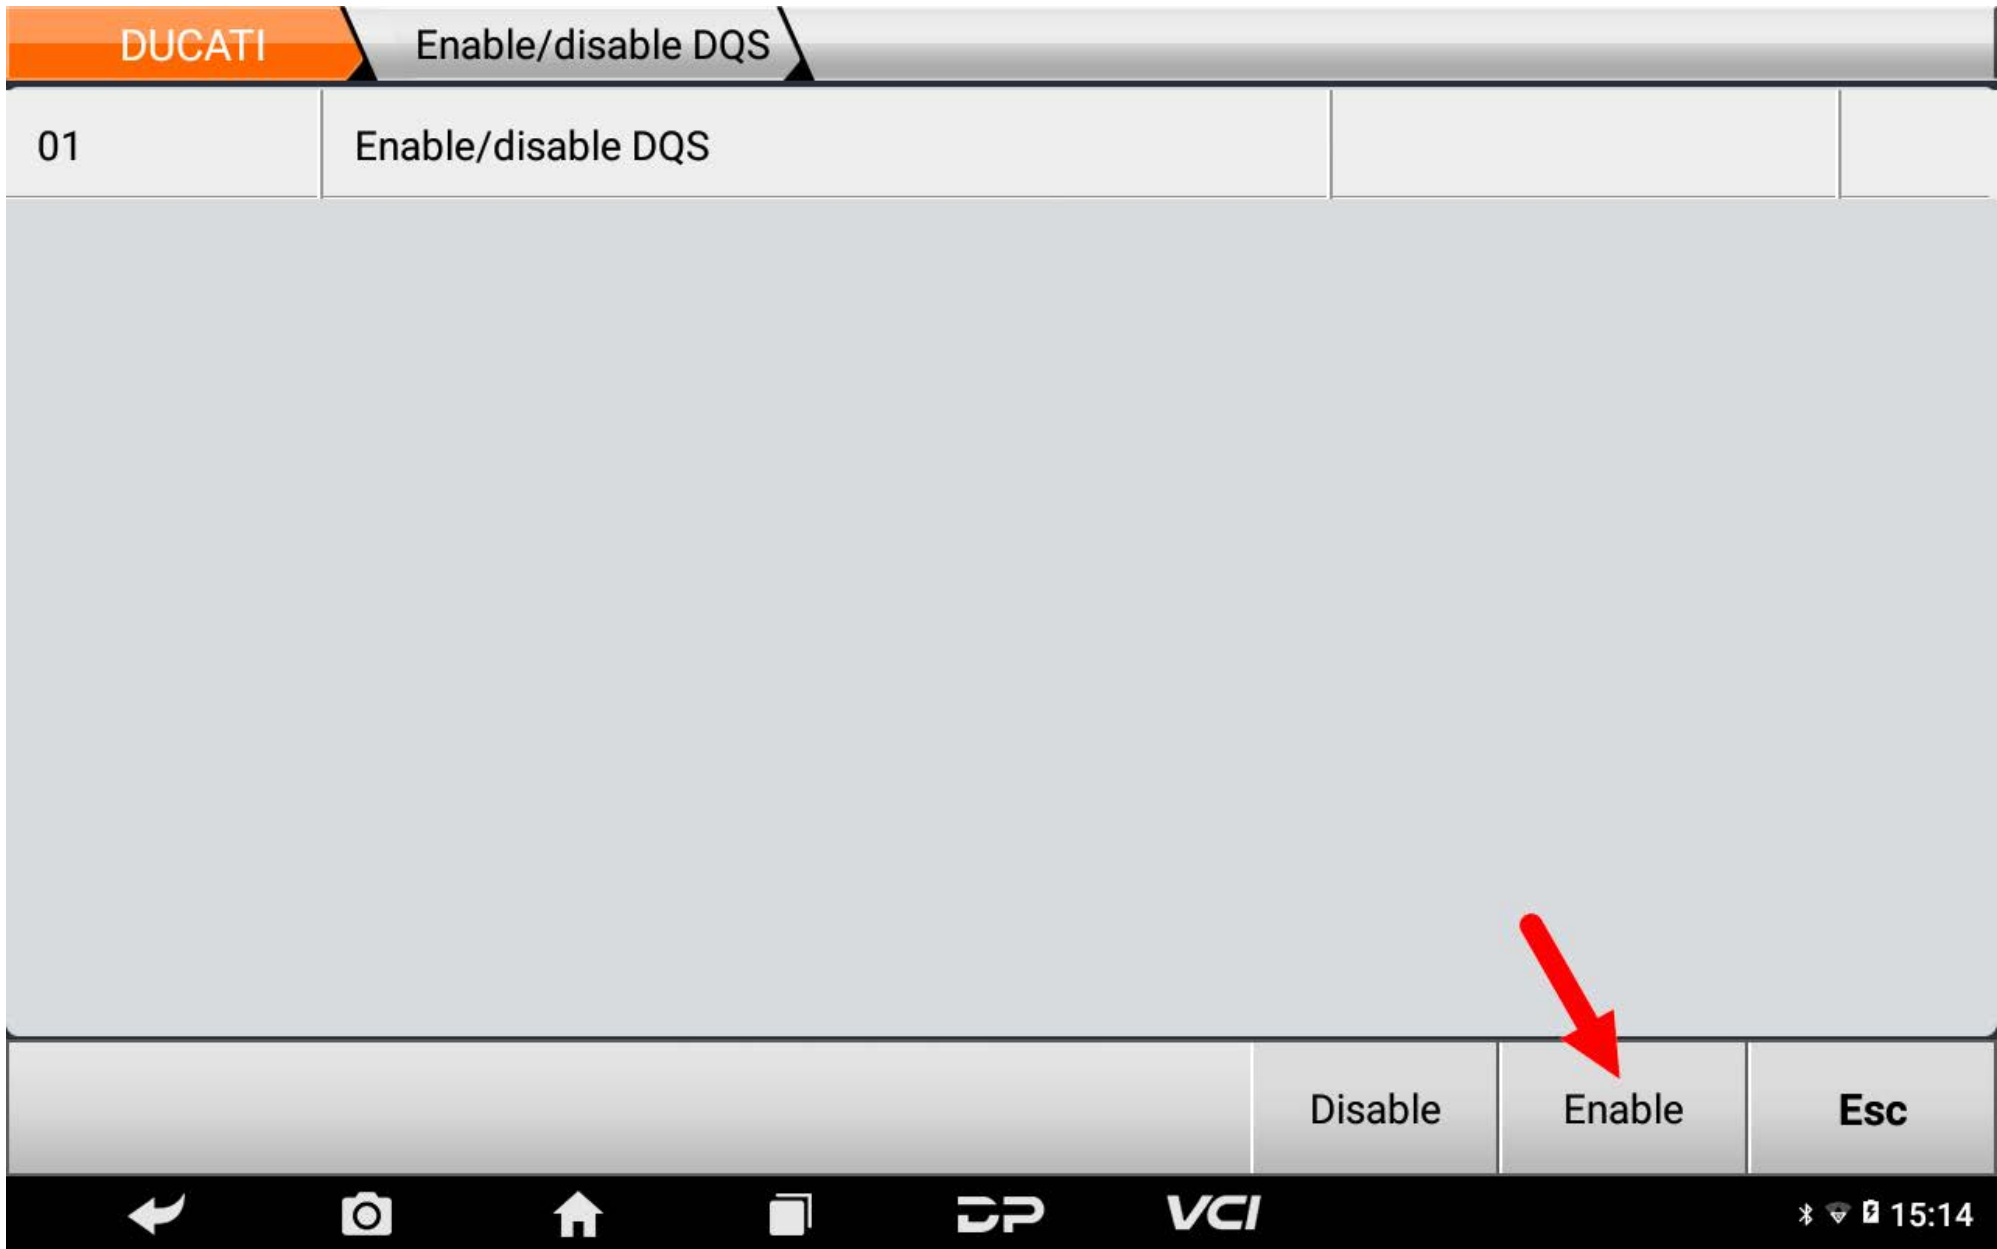 DUCATI Enable/disable DQS
01 Enable/disable DQS
Disable Enable Esc
DP VCI 15:14